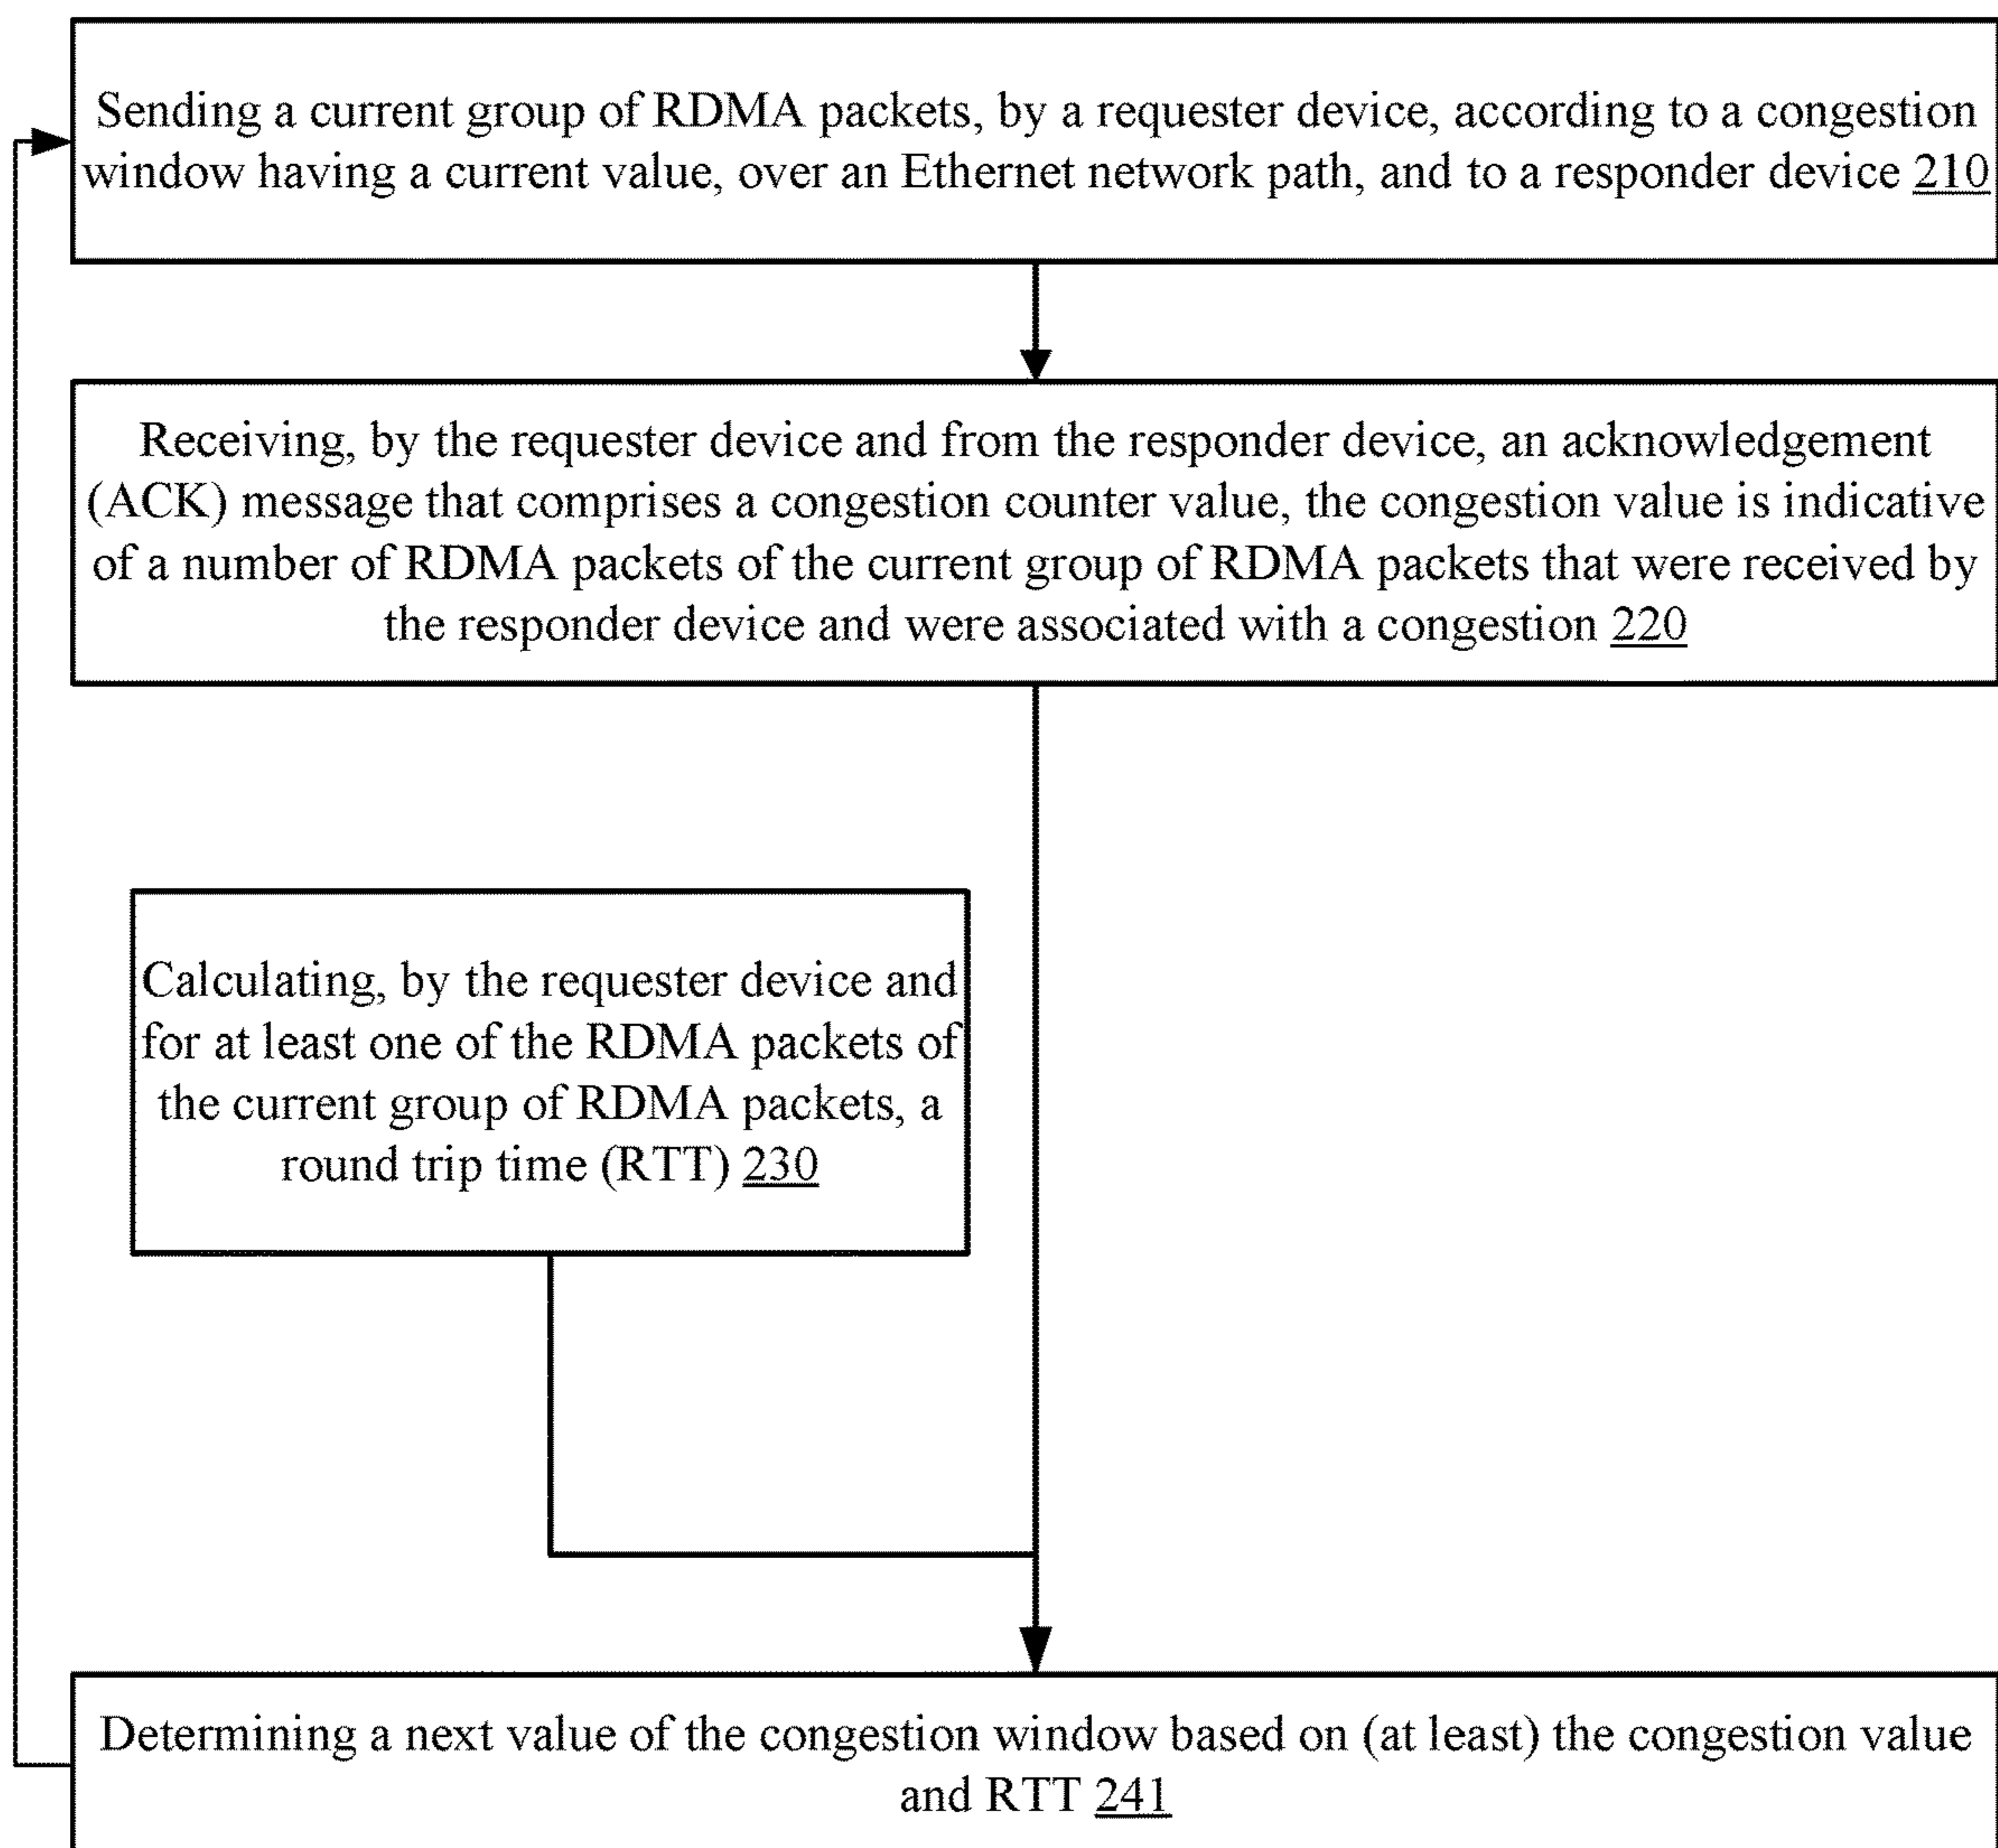 Sending a current group of RDMA packets, by a requester device, according to a congestion
window having a current value, over an Ethernet network path, and to a responder device 210
Receiving, by the requester device and from the responder device, an acknowledgement
(ACK) message that comprises a congestion counter value, the congestion value is indicative
of a number of RDMA packets of the current group of RDMA packets that were received by
the responder device and were associated with a congestion 220
Calculating, by the requester device and
for at least one of the RDMA packets of
the current group of RDMA packets, a
round trip time (RTT) 230
Determining a next value of the congestion window based on (at least) the congestion value
and RTT 241